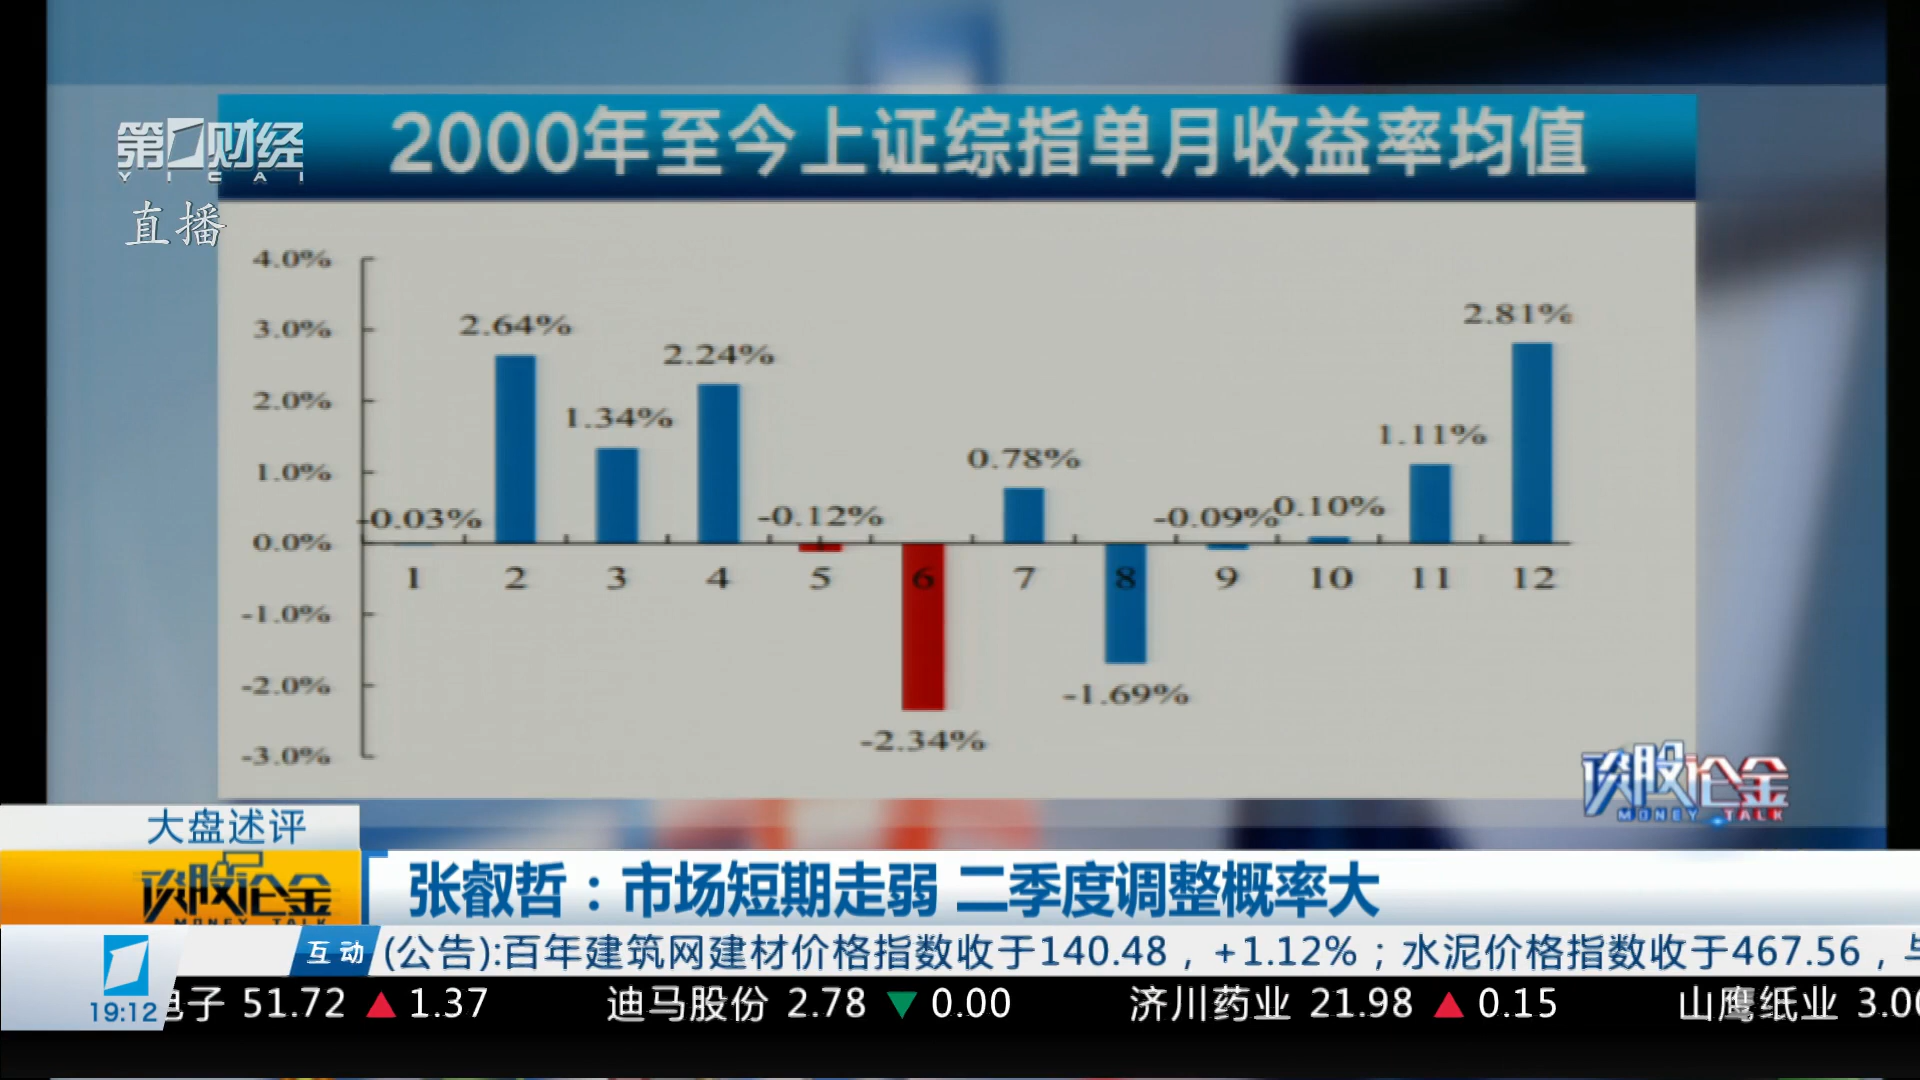 2000年至今上证综指单月收益率均值
第1财经
YICAI
直播
4.0%
3.0%
2.0%
1.0%
0.0%
-1.0%
-2.0%
-3.0%
-0.03%
2.64%
1.34%
2.24%
-0.12%
-2.34%
0.78%
-1.69%
-0.09%
0.10%
1.11%
2.81%
1 2 3 4 5 6 7 8 9 10 11 12
谈股论金
MONEY TALK
大盘述评
谈股论金
MONEY TALK
张叡哲：市场短期走弱 二季度调整概率大
互动
(公告):百年建筑网建材价格指数收于140.48，+1.12%；水泥价格指数收于467.56，
19:12
电子 51.72 ▲ 1.37 迪马股份 2.78 ▼ 0.00 济川药业 21.98 ▲ 0.15 山鹰纸业 3.00